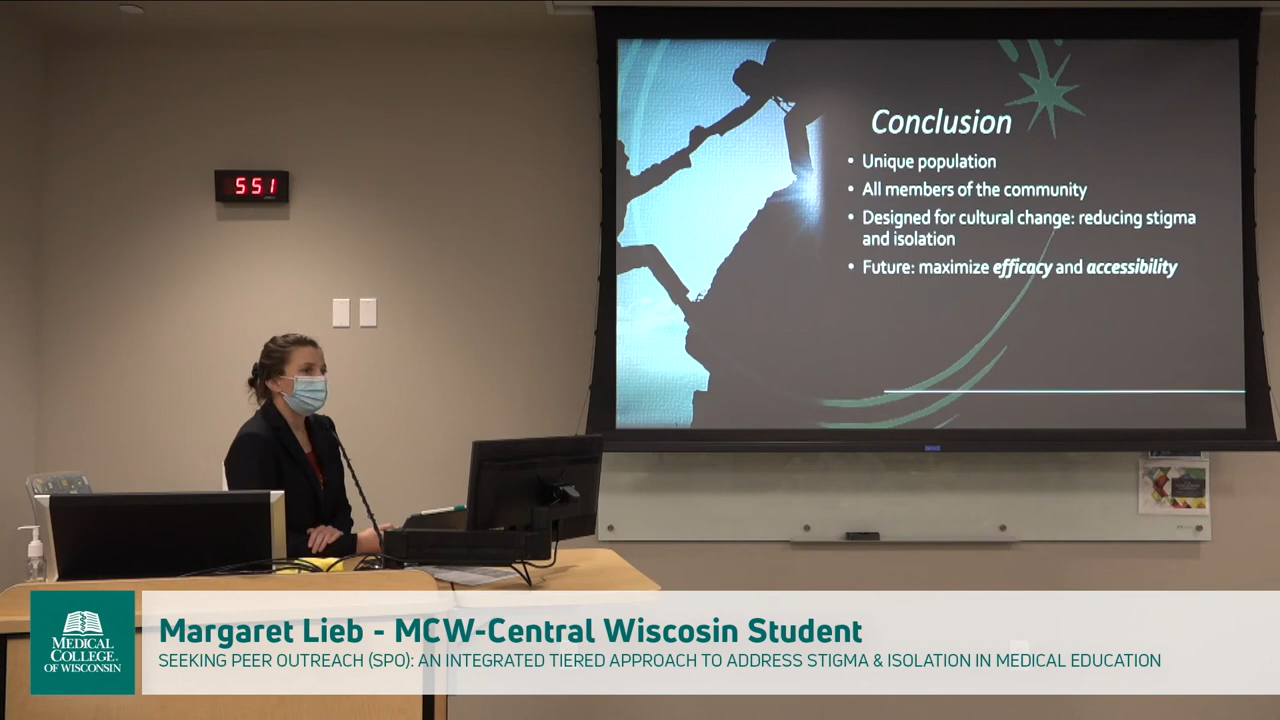 551
Conclusion
• Unique population
• All members of the community
• Designed for cultural change: reducing stigma
and isolation
• Future: maximize efficacy and accessibility
MEDICAL
COLLEGE
OF WISCONSIN
Margaret Lieb - MCW-Central Wiscosin Student
SEEKING PEER OUTREACH (SPO): AN INTEGRATED TIERED APPROACH TO ADDRESS STIGMA & ISOLATION IN MEDICAL EDUCATION